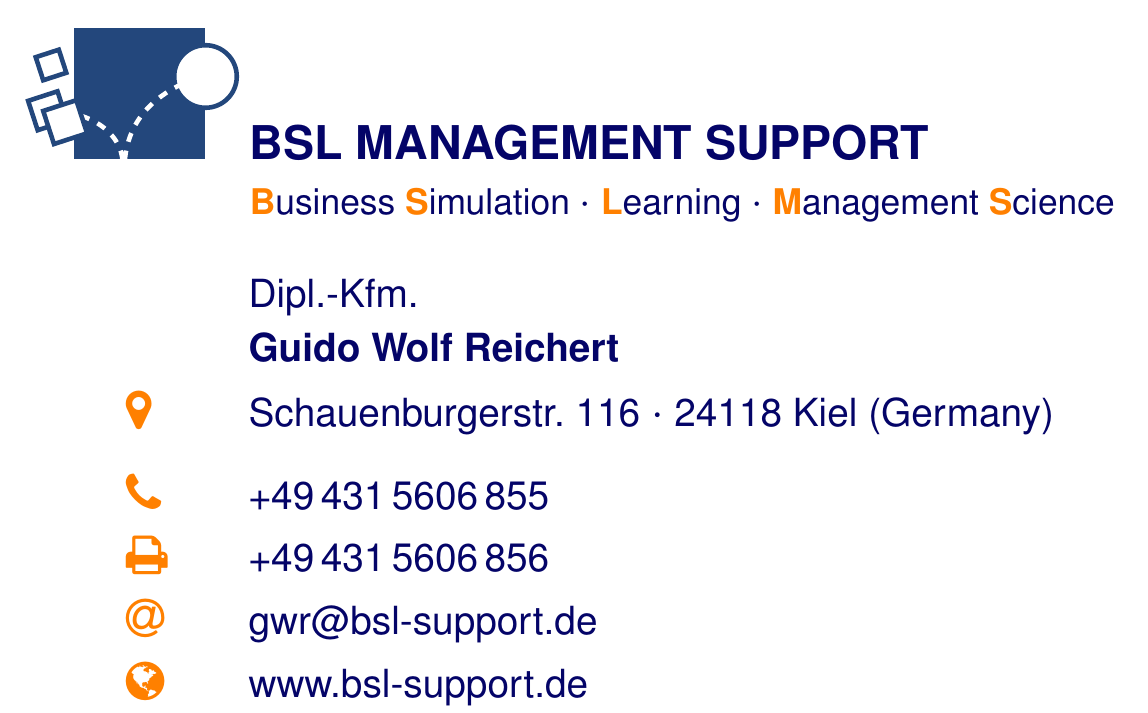 BSL MANAGEMENT SUPPORT
Business Simulation · Learning · Management Science
Dipl.-Kfm.
Guido Wolf Reichert
Schauenburgerstr. 116 · 24118 Kiel (Germany)
+49 431 5606 855
+49 431 5606 856
@ gwr@bsl-support.de
www.bsl-support.de